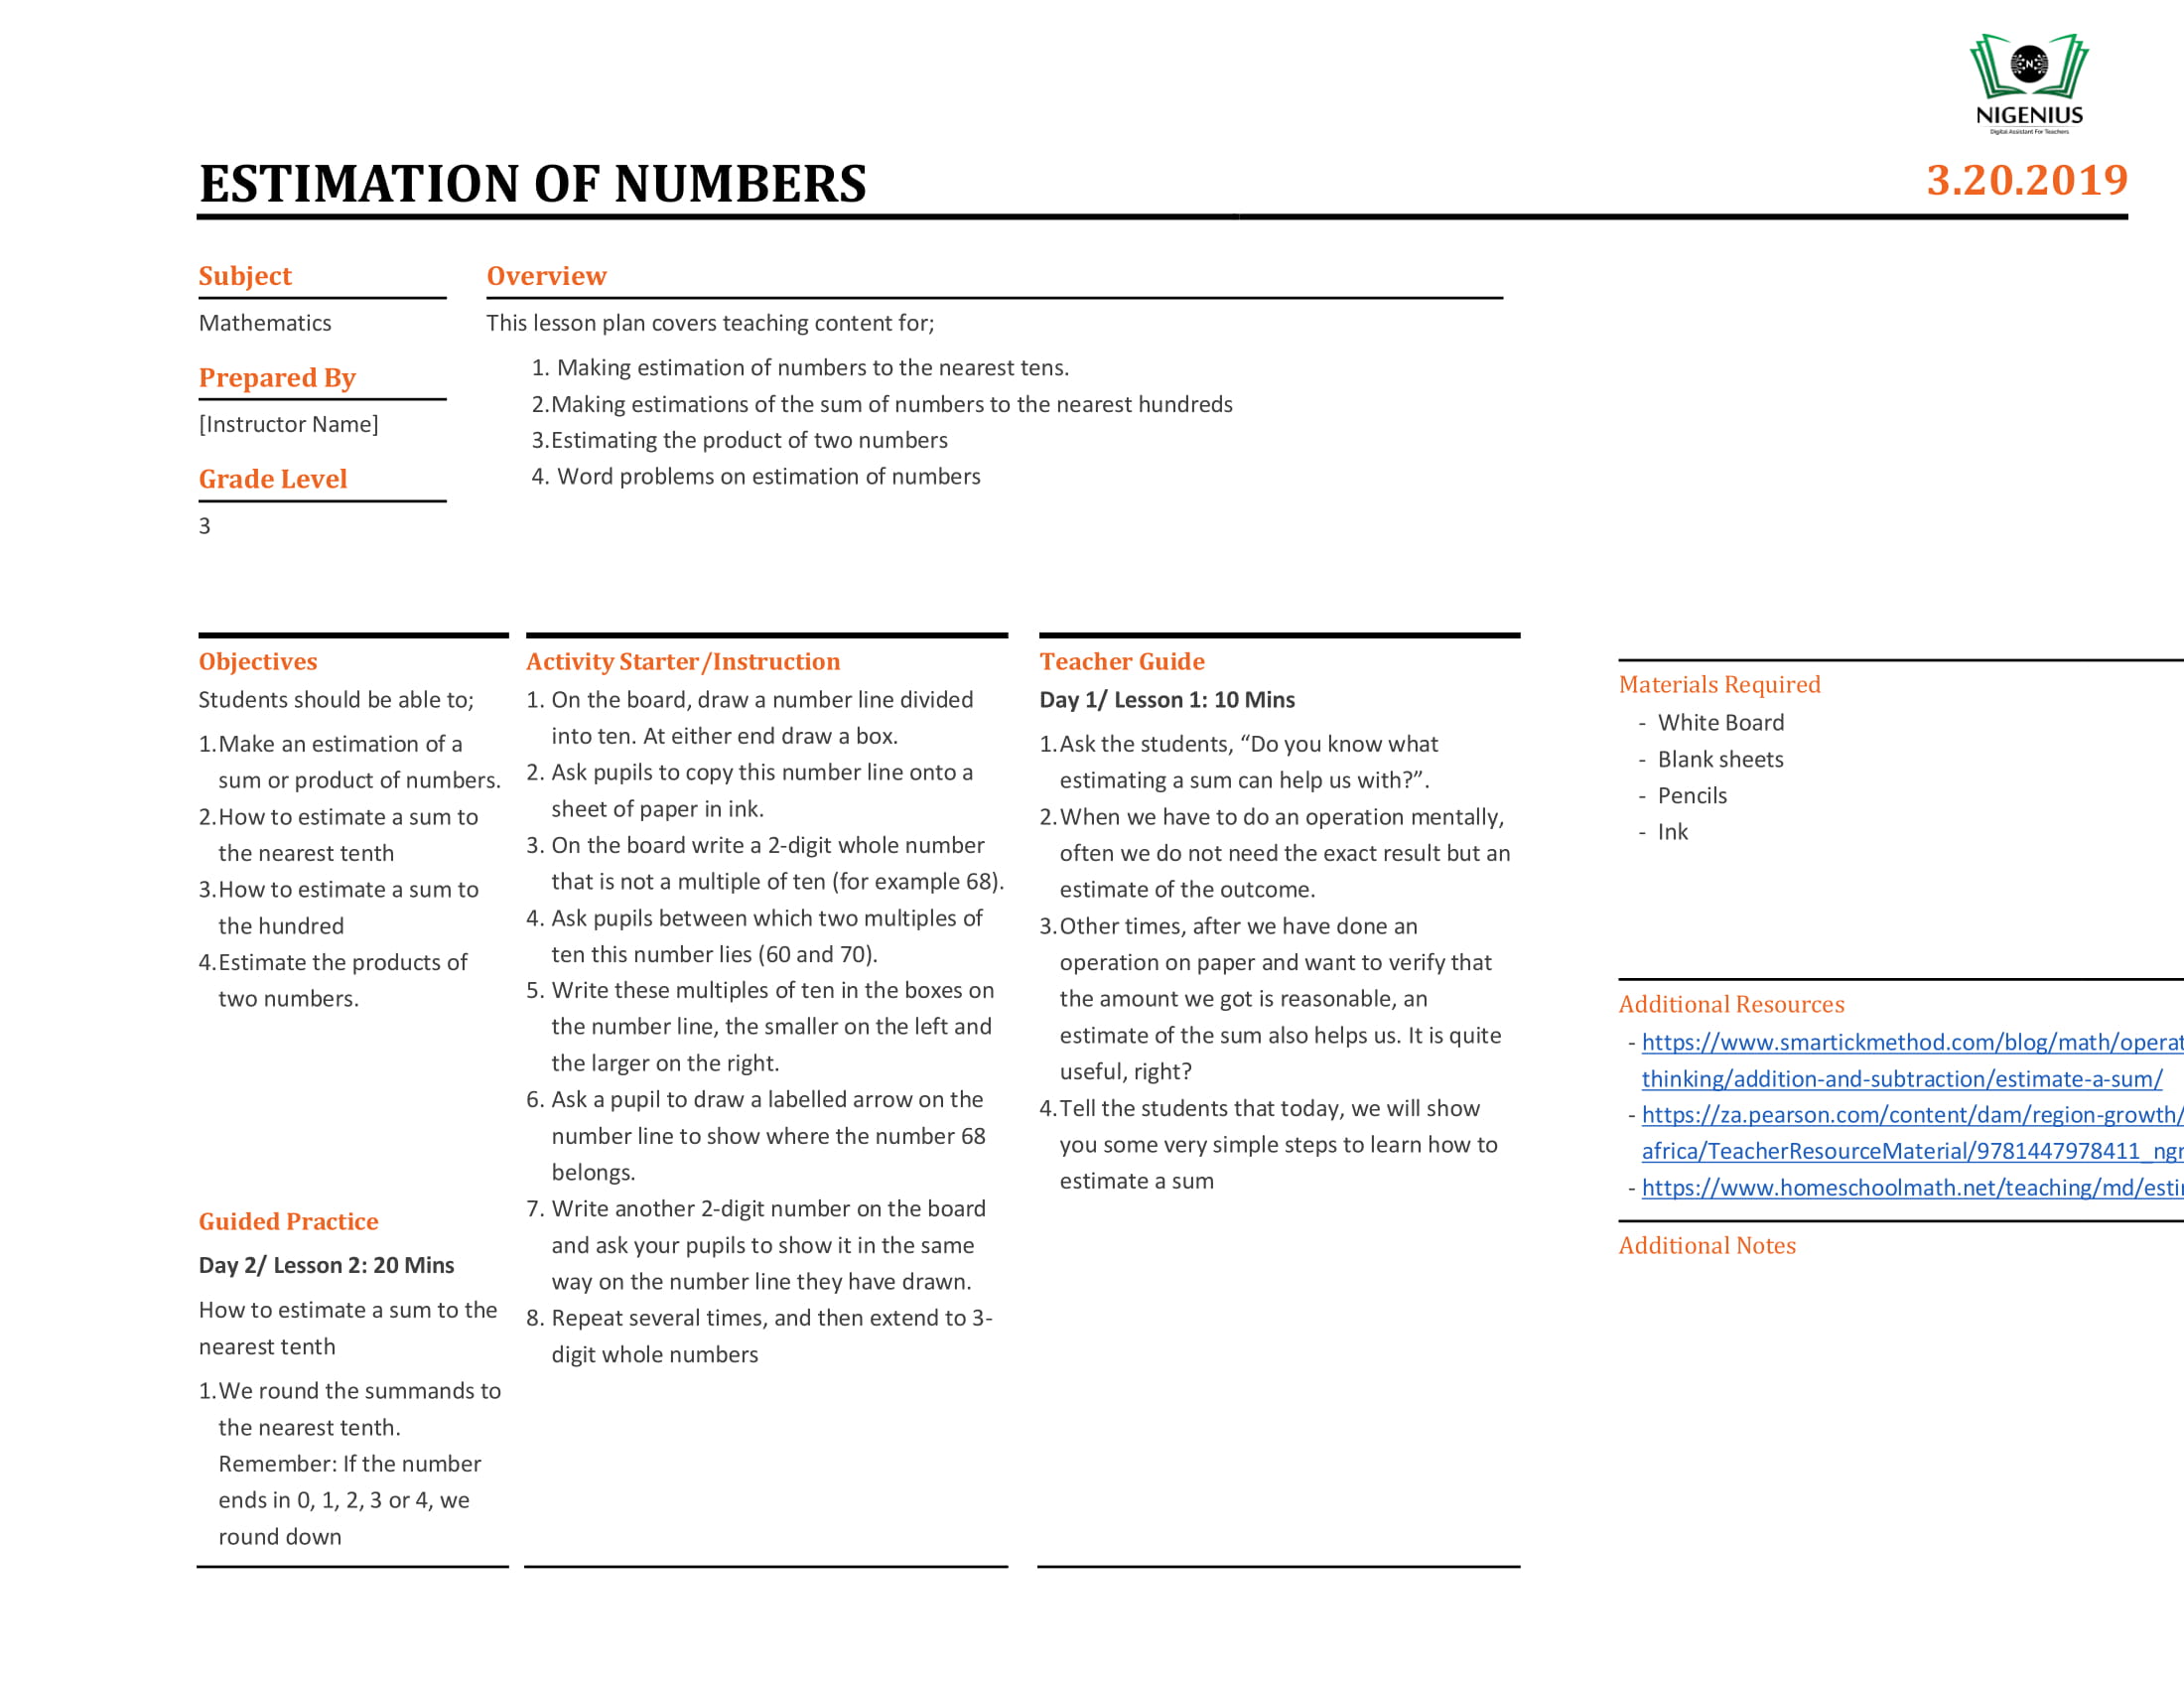 NIGENIUS
Digital Assistant For Teachers
ESTIMATION OF NUMBERS
3.20.2019
Subject
Mathematics
Prepared By
[Instructor Name]
Grade Level
3
Overview
This lesson plan covers teaching content for;
1. Making estimation of numbers to the nearest tens.
2.Making estimations of the sum of numbers to the nearest hundreds
3.Estimating the product of two numbers
4. Word problems on estimation of numbers
Objectives
Students should be able to;
1.Make an estimation of a
sum or product of numbers.
2.How to estimate a sum to
the nearest tenth
3.How to estimate a sum to
the hundred
4.Estimate the products of
two numbers.
Guided Practice
Day 2/ Lesson 2: 20 Mins
How to estimate a sum to the
nearest tenth
1.We round the summands to
the nearest tenth.
Remember: If the number
ends in 0, 1, 2, 3 or 4, we
round down
Activity Starter/Instruction
1. On the board, draw a number line divided
into ten. At either end draw a box.
2. Ask pupils to copy this number line onto a
sheet of paper in ink.
3. On the board write a 2-digit whole number
that is not a multiple of ten (for example 68).
4. Ask pupils between which two multiples of
ten this number lies (60 and 70).
5. Write these multiples of ten in the boxes on
the number line, the smaller on the left and
the larger on the right.
6. Ask a pupil to draw a labelled arrow on the
number line to show where the number 68
belongs.
7. Write another 2-digit number on the board
and ask your pupils to show it in the same
way on the number line they have drawn.
8. Repeat several times, and then extend to 3-
digit whole numbers
Teacher Guide
Day 1/ Lesson 1: 10 Mins
1.Ask the students, “Do you know what
estimating a sum can help us with?”.
2.When we have to do an operation mentally,
often we do not need the exact result but an
estimate of the outcome.
3.Other times, after we have done an
operation on paper and want to verify that
the amount we got is reasonable, an
estimate of the sum also helps us. It is quite
useful, right?
4.Tell the students that today, we will show
you some very simple steps to learn how to
estimate a sum
Materials Required
- White Board
- Blank sheets
- Pencils
- Ink
Additional Resources
- https://www.smartickmethod.com/blog/math/operat
thinking/addition-and-subtraction/estimate-a-sum/
- https://za.pearson.com/content/dam/region-growth/
africa/TeacherResourceMaterial/9781447978411_ngr
- https://www.homeschoolmath.net/teaching/md/esti
Additional Notes